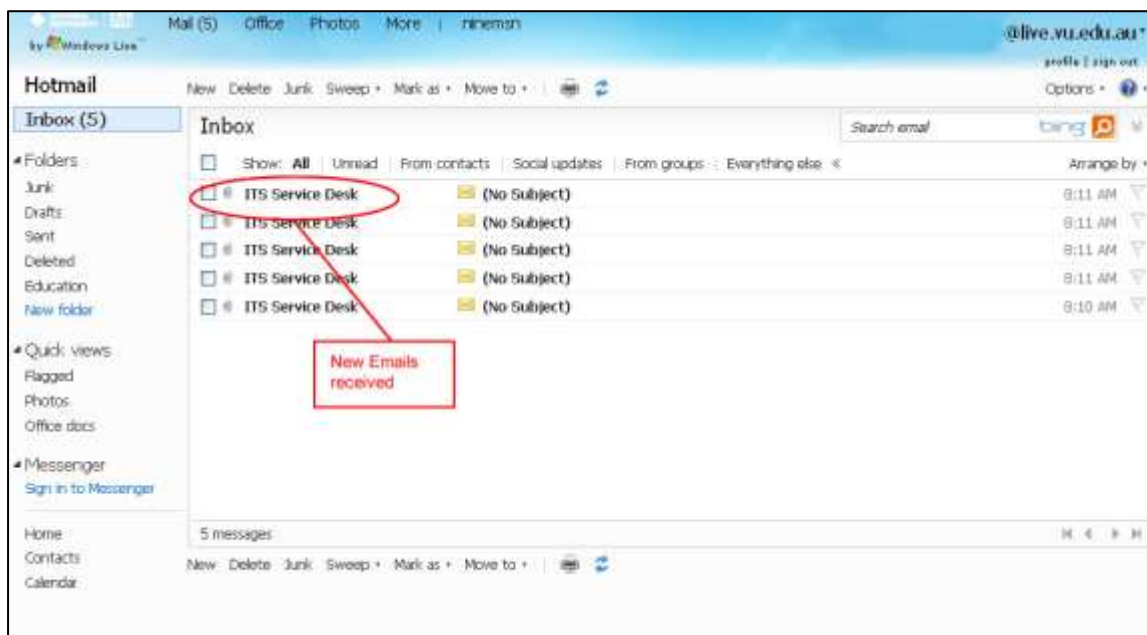 Mail (5) Office Photos More | ninemsn
by Windows Live™
@live.vu.edu.au
profile | sign out
Hotmail
New Delete Junk Sweep Mark as Move to
Options
Inbox (5)
Inbox
Search email
bing
Folders
Show: All Unread From contacts Social updates From groups Everything else «
Arrange by
Junk
ITS Service Desk (No Subject) 8:11 AM
Drafts
ITS Service Desk (No Subject) 8:11 AM
Sent
ITS Service Desk (No Subject) 8:11 AM
Deleted
ITS Service Desk (No Subject) 8:11 AM
Education
ITS Service Desk (No Subject) 8:10 AM
New folder
Quick views
Flagged
Photos
Office docs
New Emails
received
Messenger
Sign in to Messenger
Home
Contacts
Calendar
5 messages
New Delete Junk Sweep Mark as Move to